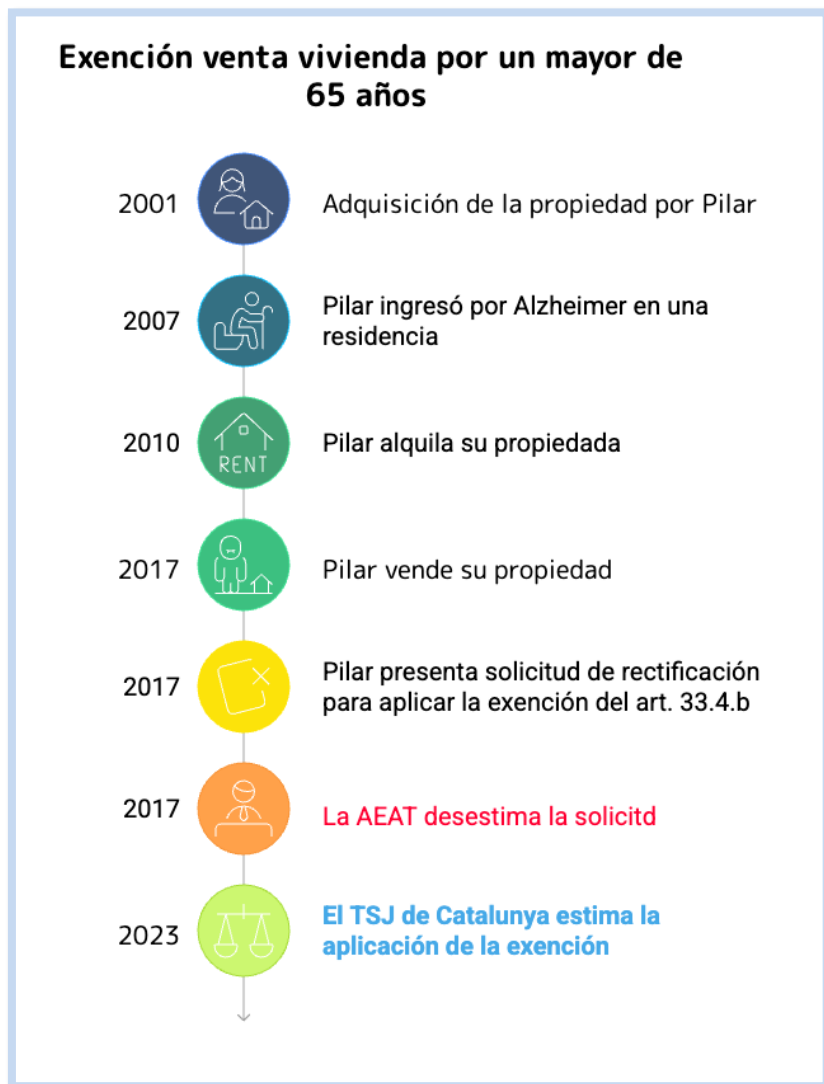 Exención venta vivienda por un mayor de
65 años
2001 Adquisición de la propiedad por Pilar
2007 Pilar ingresó por Alzheimer en una
residencia
2010 Pilar alquila su propiedada
RENT
2017 Pilar vende su propiedad
2017 Pilar presenta solicitud de rectificación
para aplicar la exención del art. 33.4.b
2017 La AEAT desestima la solicitd
2023 El TSJ de Catalunya estima la
aplicación de la exención